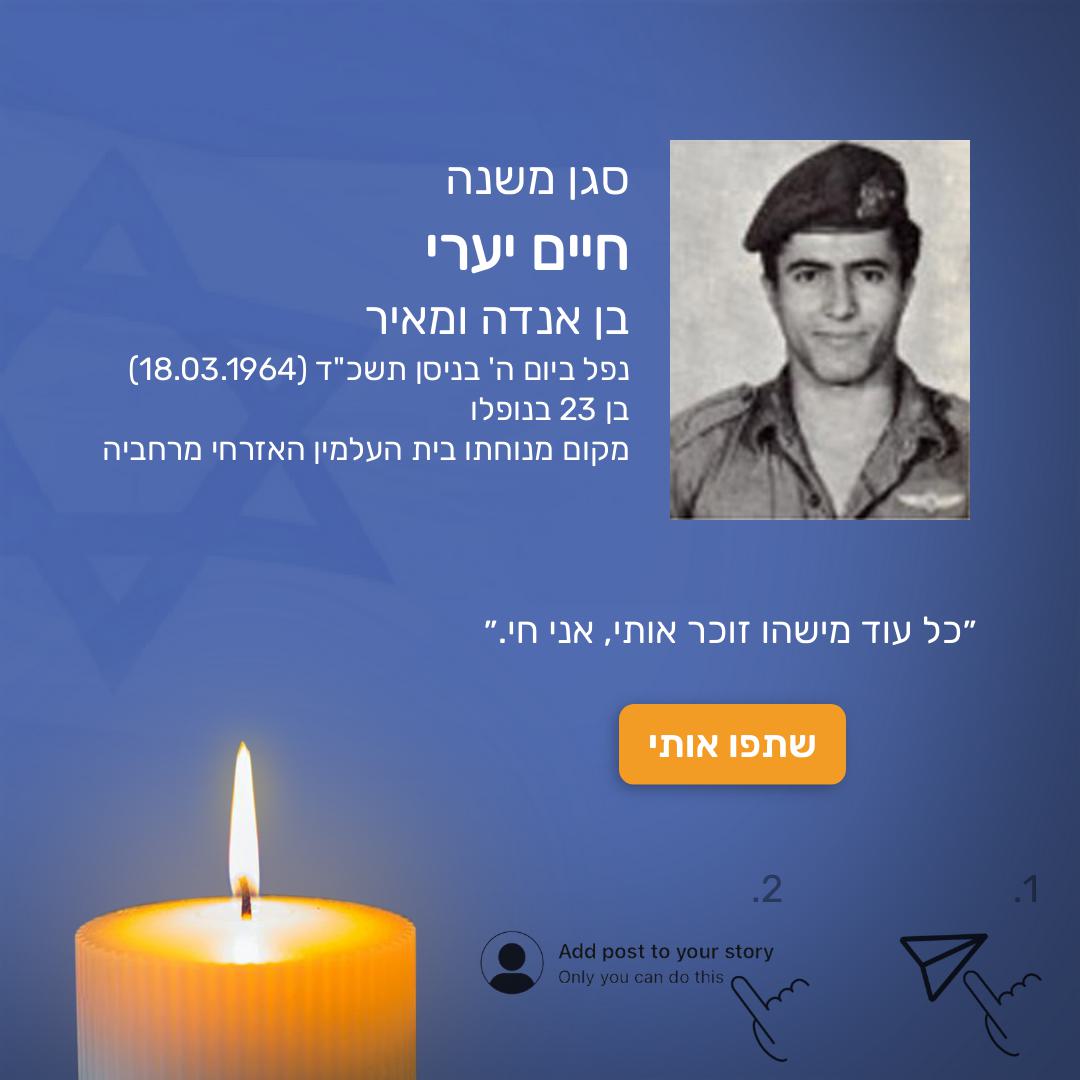 סגן משנה
חיים יערי
בן אנדה ומאיר
נפל ביום ה' בניסן תשכ"ד (18.03.1964)
בן 23 בנופלו
מקום מנוחתו בית העלמין האזרחי מרחביה
״כל עוד מישהו זוכר אותי, אני חי.״
שתפו אותי
1.
2.
Add post to your story
Only you can do this